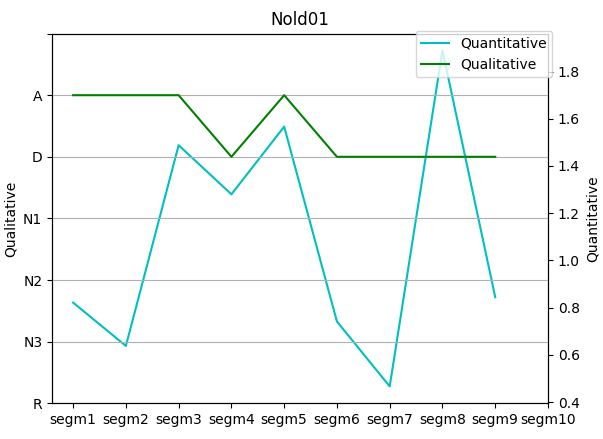 Nold01
Quantitative
Qualitative
A
D
N1
N2
N3
R
Qualitative
1.8
1.6
1.4
1.2
1.0
0.8
0.6
0.4
Quantitative
segm1 segm2 segm3 segm4 segm5 segm6 segm7 segm8 segm9 segm10